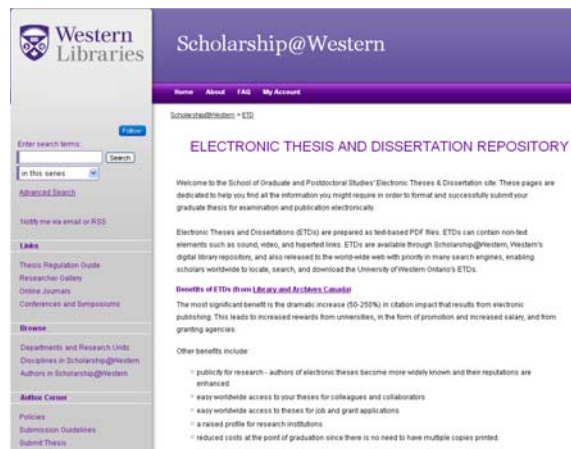 Western
Libraries
Scholarship@Western
Home About FAQ My Account
Follow
Enter search terms:
Search
in this series
Advanced Search
Notify me via email or RSS
Links
Thesis Regulation Guide
Researcher Gallery
Online Journals
Conferences and Symposiums
Browse
Departments and Research Units
Disciplines in Scholarship@Western
Authors in Scholarship@Western
Author Corner
Policies
Submission Guidelines
Submit Thesis
Scholarship@Western > ETD
ELECTRONIC THESIS AND DISSERTATION REPOSITORY
Welcome to the School of Graduate and Postdoctoral Studies' Electronic Theses & Dissertation site. These pages are
dedicated to help you find all the information you might require in order to format and successfully submit your
graduate thesis for examination and publication electronically.
Electronic Theses and Dissertations (ETDs) are prepared as text-based PDF files. ETDs can contain non-text
elements such as sound, video, and hypertext links. ETDs are available through Scholarship@Western, Western's
digital library repository, and also released to the world-wide web with priority in many search engines, enabling
scholars worldwide to locate, search, and download the University of Western Ontario's ETDs.
Benefits of ETDs (from Library and Archives Canada)
The most significant benefit is the dramatic increase (50-250%) in citation impact that results from electronic
publishing. This leads to increased rewards from universities, in the form of promotion and increased salary, and from
granting agencies.
Other benefits include:
publicity for research - authors of electronic theses become more widely known and their reputations are
enhanced
easy worldwide access to your theses for colleagues and collaborators
easy worldwide access to theses for job and grant applications
a raised profile for research institutions
reduced costs at the point of graduation since there is no need to have multiple copies printed.